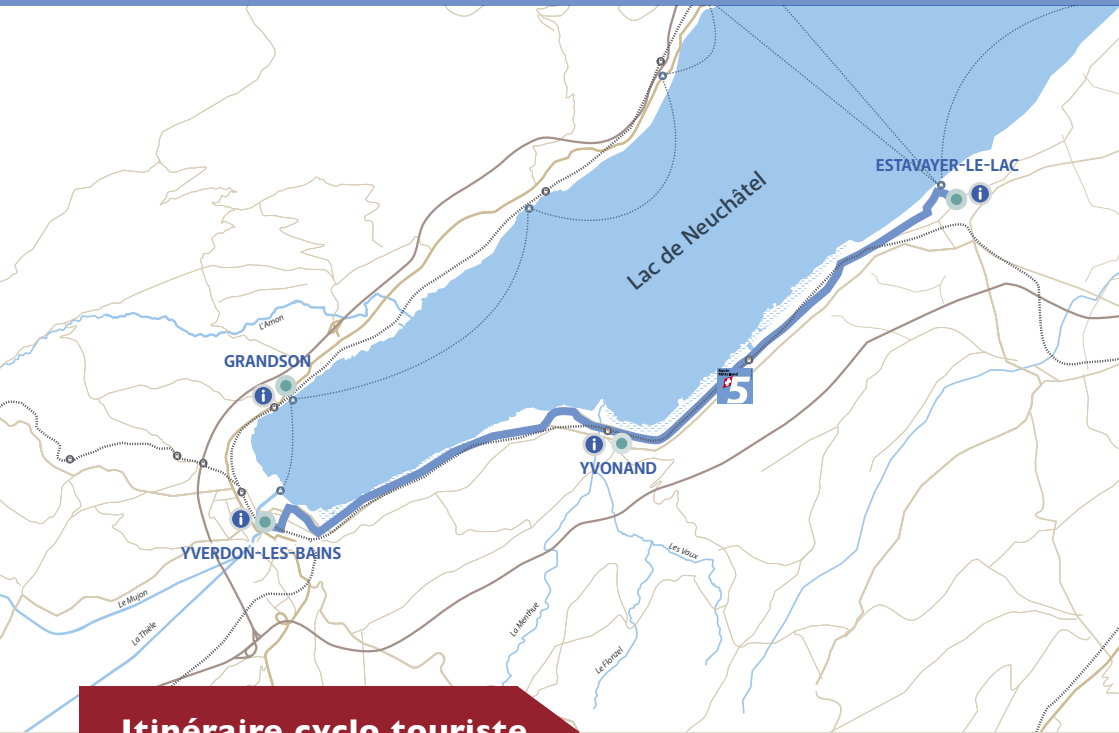 ESTAVAYER-LE-LAC
Lac de Neuchâtel
L'Arnon
GRANDSON
5
YVONAND
YVERDON-LES-BAINS
Les Vaux
Le Mujon
La Thièle
La Menthue
Le Flonzel
Itinéraire cyclo touriste